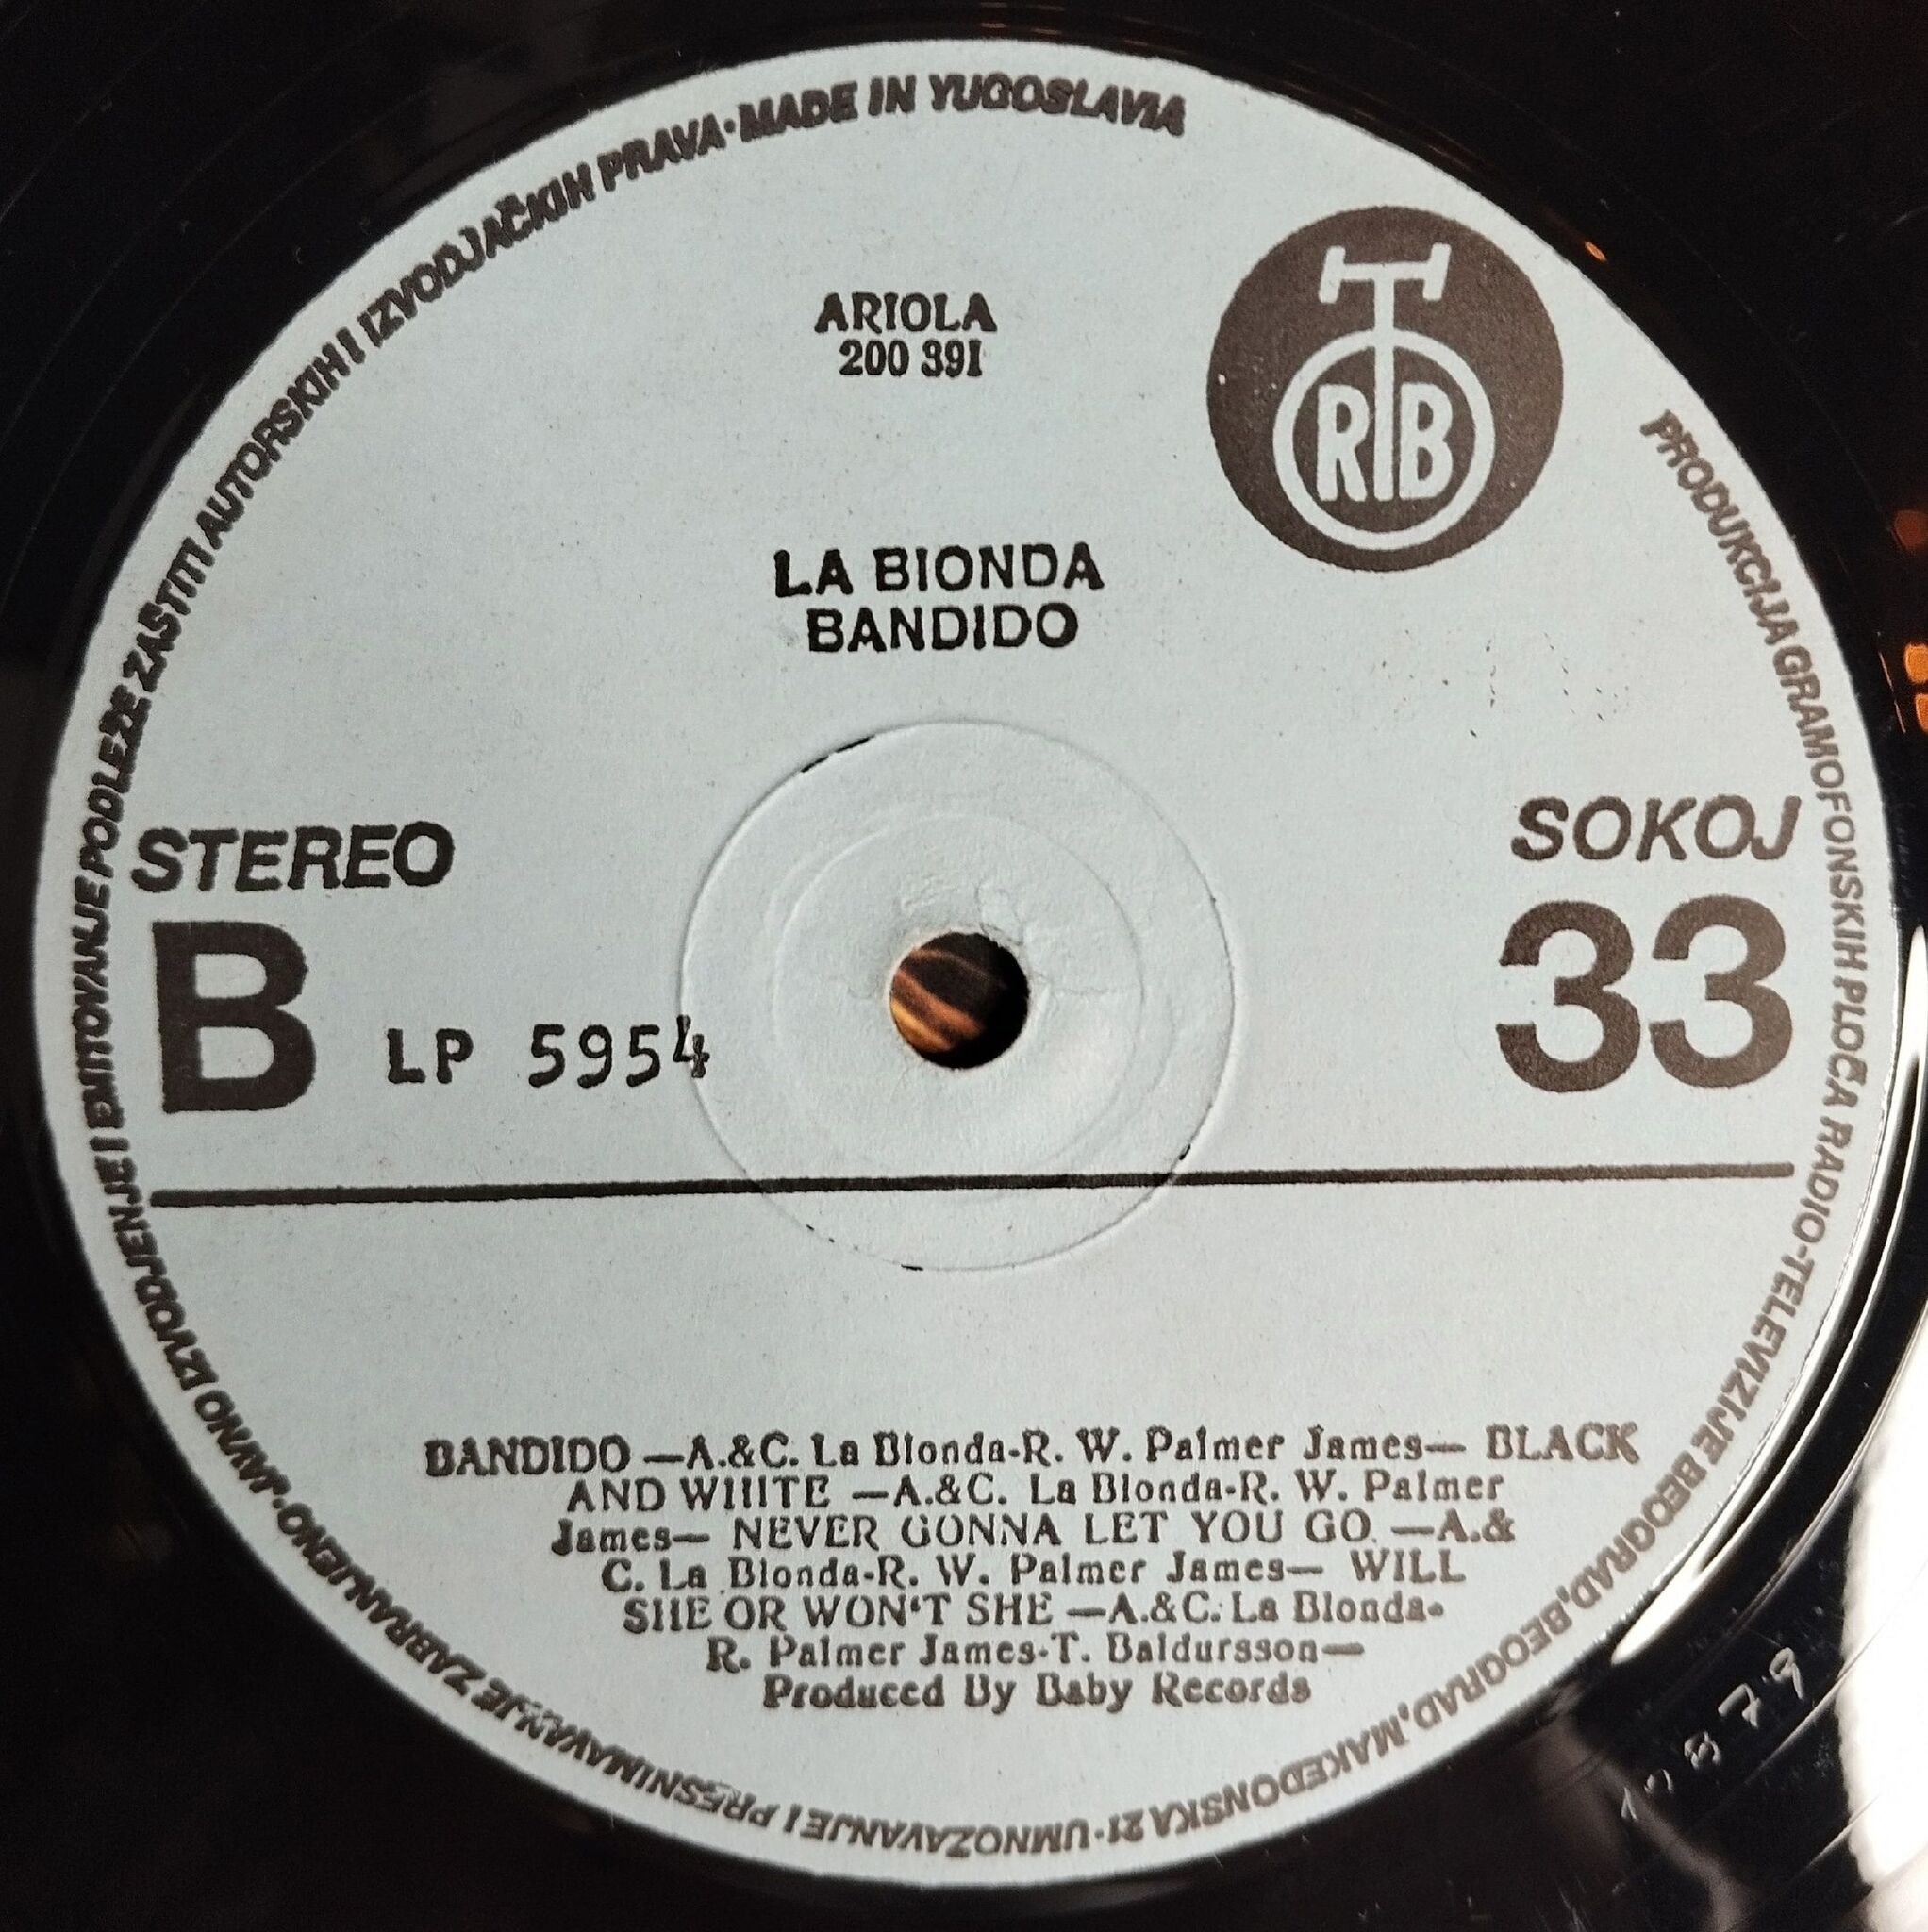 PRODUKCIJA GRAMOFONSKIH PLOČA RADIO-TELEVIZIJE BEOGRAD, BEOGRAD, MAKEDONSKA 21 · UMNOŽAVANJE I PRESNIMAVANJE ZABRANJENO · JAVNO IZVODJENJE I EMITOVANJE PODLEŽE ZAŠTITI AUTORSKIH I IZVODJAČKIH PRAVA · MADE IN YUGOSLAVIA
ARIOLA
200 391
RTB
LA BIONDA
BANDIDO
STEREO
SOKOJ
B
33
LP 5954
BANDIDO —A.&C. La Bionda-R. W. Palmer James— BLACK
AND WHITE —A.&C. La Bionda-R. W. Palmer
James— NEVER GONNA LET YOU GO —A.&
C. La Bionda-R. W. Palmer James— WILL
SHE OR WON'T SHE —A.&C. La Bionda-
R. Palmer James-T. Baldursson—
Produced By Baby Records